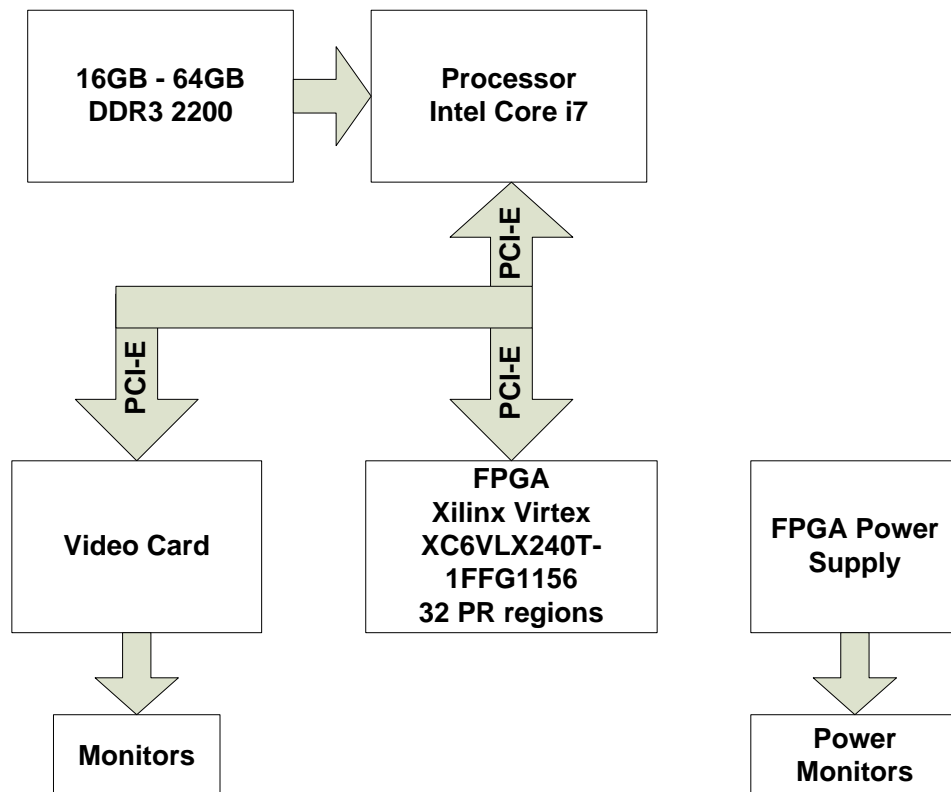 16GB - 64GB
DDR3 2200
Processor
Intel Core i7
PCI-E
PCI-E
PCI-E
Video Card
FPGA
Xilinx Virtex
XC6VLX240T-
1FFG1156
32 PR regions
FPGA Power
Supply
Monitors
Power
Monitors